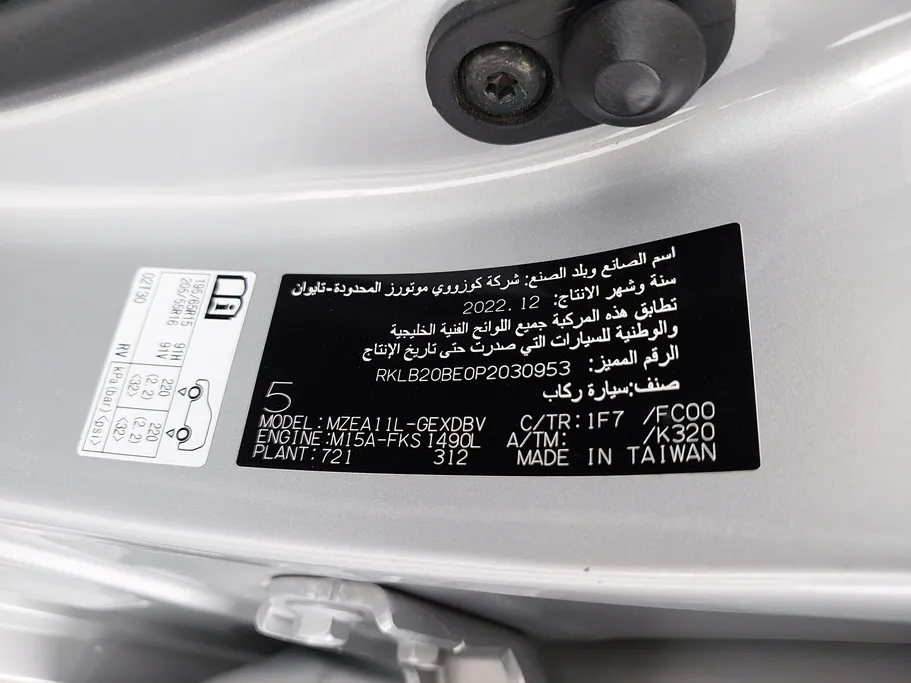 اسم الصانع وبلد الصنع: شركة كوزووي موتورز المحدودة-تايوان
سنة وشهر الانتاج: 2022.12
تطابق هذه المركبة جميع اللوائح الفنية الخليجية
والوطنية للسيارات التي صدرت حتى تاريخ الإنتاج
الرقم المميز: RKLB20BE0P2030953
صنف:سيارة ركاب
5
MODEL:MZEA11L-GEXDBV C/TR:1F7 /FC00
ENGINE:M15A-FKS 1490L A/TM: /K320
PLANT:721 312 MADE IN TAIWAN
195/65R15 91H
205/55R16 91V
220 220
(2.2) (2.2)
<32> <32>
RV kPa(bar)<psi>
02T30